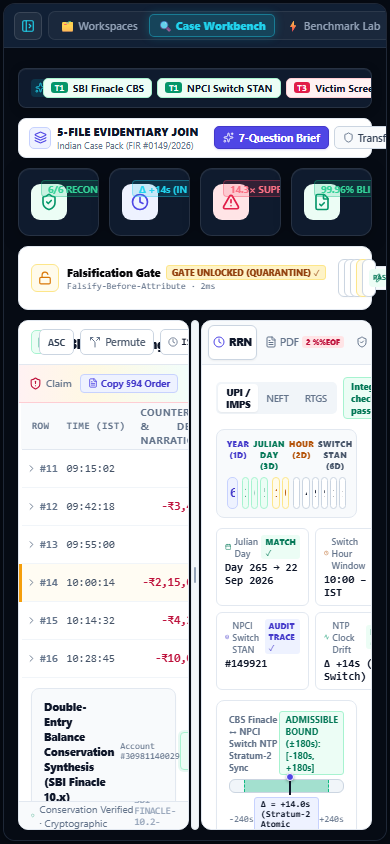 Workspaces
Case Workbench
Benchmark Lab
T1 SBI Finacle CBS
T1 NPCI Switch STAN
T3 Victim Scree
5-FILE EVIDENTIARY JOIN
Indian Case Pack (FIR #0149/2026)
7-Question Brief
Transf
6/6 RECON
Δ +14s (IN
14.3× SUPP
99.96% BLI
Falsification Gate GATE UNLOCKED (QUARANTINE) ✓
Falsify-Before-Attribute · 2ms
ASC
Permute
RRN
PDF 2 %%EOF
Claim
Copy §94 Order
ROW
TIME (IST)
COUNTER
&
NARRATIO
DE
#11 09:15:02
#12 09:42:18 -₹3,
#13 09:55:00
#14 10:00:14 -₹2,15,
#15 10:14:32 -₹4,
#16 10:28:45 -₹10,
Double-
Entry
Balance
Conservation
Synthesis
(SBI Finacle
10.x)
Account
#30981140029
Conservation Verified
· Cryptographic
FINACLE-
10.2-
UPI /
IMPS
NEFT
RTGS
Integ
chec
pass
YEAR
(1D)
JULIAN
DAY
(3D)
HOUR
(2D)
SWITCH
STAN
(6D)
Julian
Day
MATCH
✓
Day 265 → 22
Sep 2026
Switch
Hour
Window
10:00 –
IST
NPCI
Switch
STAN
AUDIT
TRACE
✓
#149921
NTP
Clock
Drift
Δ +14s (
Switch)
CBS Finacle
↔ NPCI
Switch NTP
Stratum-2
Sync
ADMISSIBLE
BOUND
(±180s):
[-180,
+180]
-240s
Δ = +14.0s
(Stratum-2
Atomic
+240s